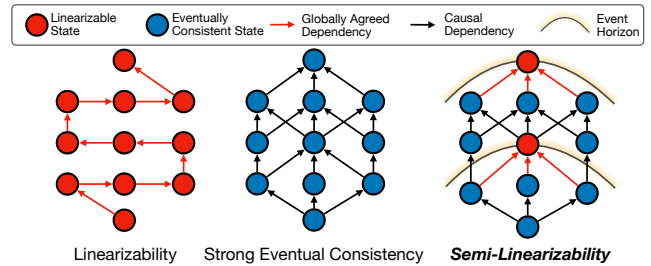 Linearizable State
Eventually Consistent State
Globally Agreed Dependency
Causal Dependency
Event Horizon
Linearizability
Strong Eventual Consistency
Semi-Linearizability